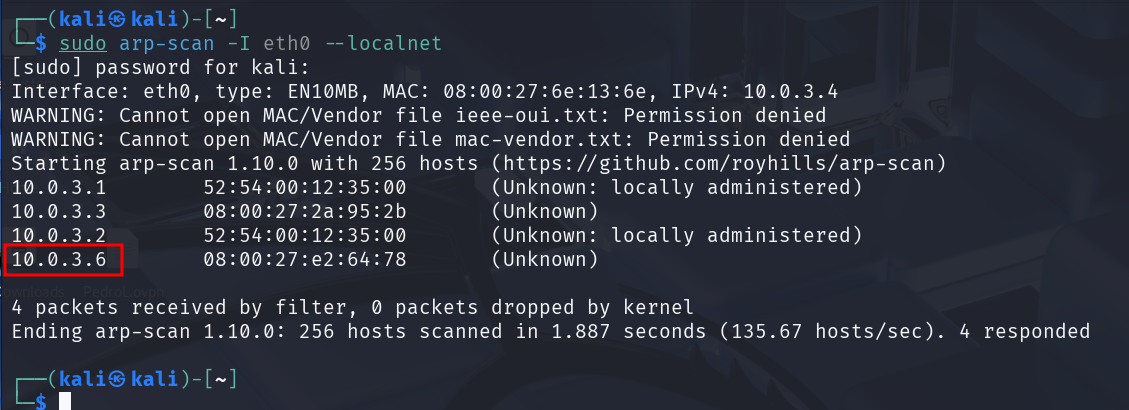 ┌──(kali㉿kali)-[~]
└─$ sudo arp-scan -I eth0 --localnet
[sudo] password for kali:
Interface: eth0, type: EN10MB, MAC: 08:00:27:6e:13:6e, IPv4: 10.0.3.4
WARNING: Cannot open MAC/Vendor file ieee-oui.txt: Permission denied
WARNING: Cannot open MAC/Vendor file mac-vendor.txt: Permission denied
Starting arp-scan 1.10.0 with 256 hosts (https://github.com/royhills/arp-scan)
10.0.3.1 52:54:00:12:35:00 (Unknown: locally administered)
10.0.3.3 08:00:27:2a:95:2b (Unknown)
10.0.3.2 52:54:00:12:35:00 (Unknown: locally administered)
10.0.3.6 08:00:27:e2:64:78 (Unknown)
4 packets received by filter, 0 packets dropped by kernel
Ending arp-scan 1.10.0: 256 hosts scanned in 1.887 seconds (135.67 hosts/sec). 4 responded
┌──(kali㉿kali)-[~]
└─$